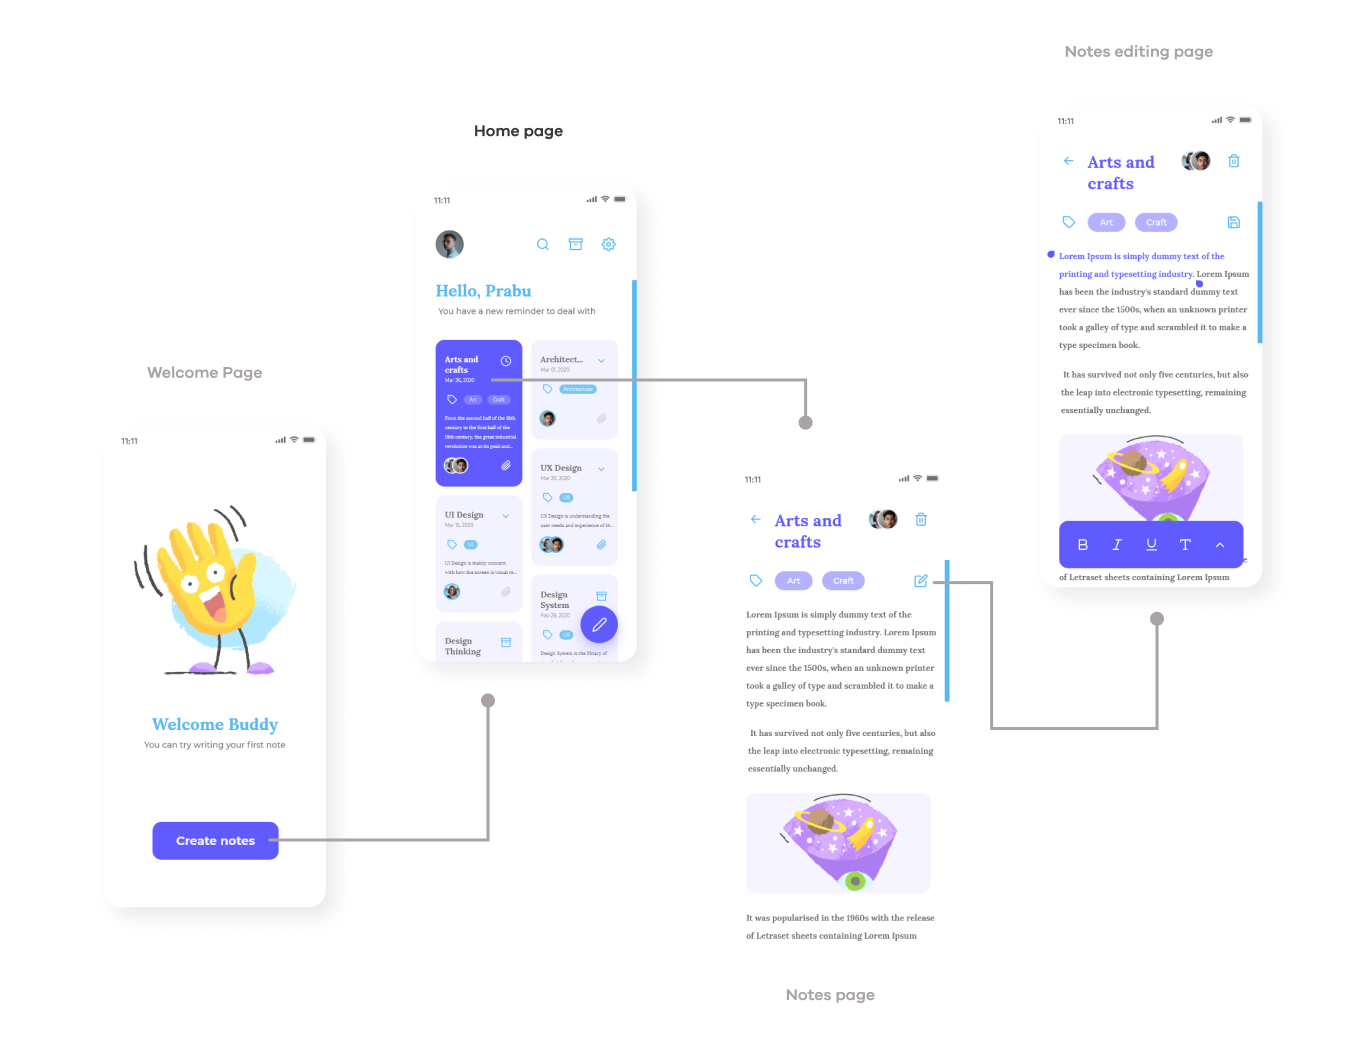 Welcome Page
11:11
Welcome Buddy
You can try writing your first note
Create notes
Home page
11:11
Hello, Prabu
You have a new reminder to deal with
Arts and
crafts
Mar 26, 2020
Art
Craft
From the second half of the 18th
century to the first half of the
19th century, the great industrial
revolution was at its peak and...
UI Design
Mar 15, 2020
UI is mainly concern
with how the screen is visual re...
Design
Thinking
Architect...
Mar 01, 2020
Architecture
UX Design
Mar 20, 2020
UX
UX Design is understanding the
user needs and experience of th...
Design
System
Feb 28, 2020
UX
Design System is the library of
11:11
Arts and
crafts
Art
Craft
Lorem Ipsum is simply dummy text of the
printing and typesetting industry. Lorem Ipsum
has been the industry's standard dummy text
ever since the 1500s, when an unknown printer
took a galley of type and scrambled it to make a
type specimen book.
It has survived not only five centuries, but also
the leap into electronic typesetting, remaining
essentially unchanged.
It was popularised in the 1960s with the release
of Letraset sheets containing Lorem Ipsum
Notes page
Notes editing page
11:11
Arts and
crafts
Art
Craft
Lorem Ipsum is simply dummy text of the
printing and typesetting industry. Lorem Ipsum
has been the industry's standard dummy text
ever since the 1500s, when an unknown printer
took a galley of type and scrambled it to make a
type specimen book.
It has survived not only five centuries, but also
the leap into electronic typesetting, remaining
essentially unchanged.
B I U T
e
of Letraset sheets containing Lorem Ipsum